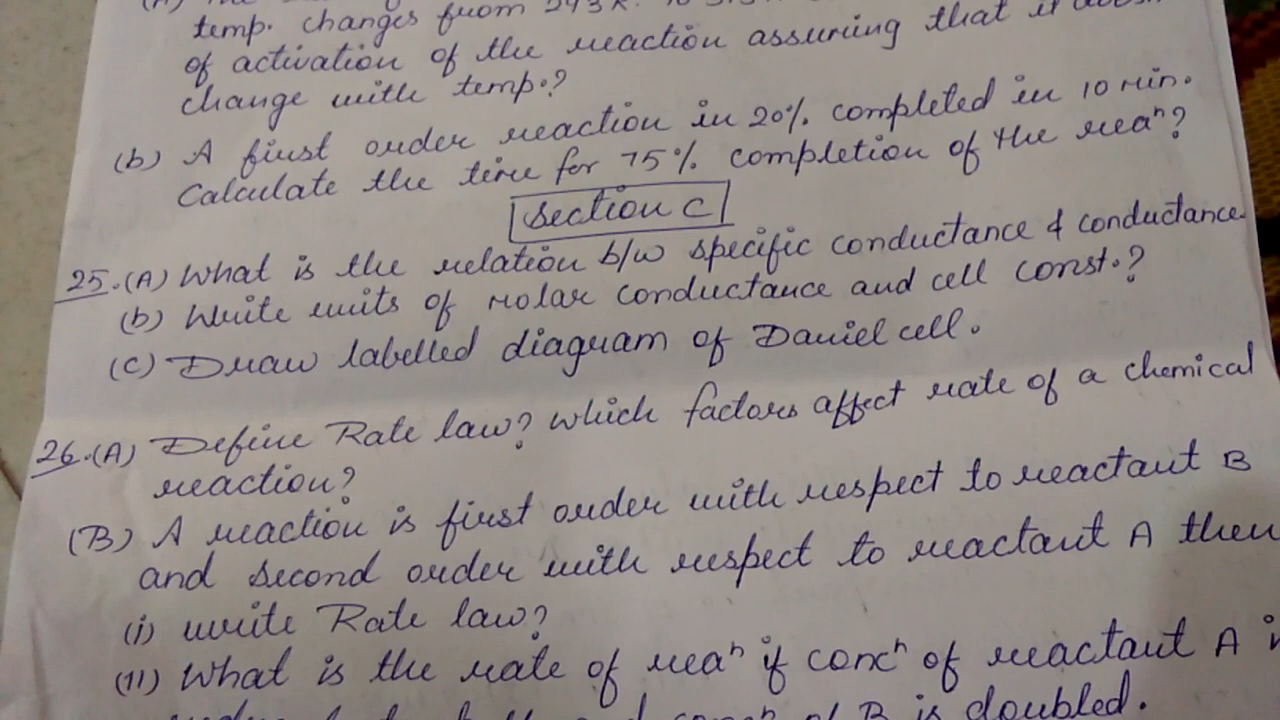 temp. changes from 293K. to
of activation of the reaction assuming that it
change with temp.?
(b) A first order reaction in 20% completed in 10 Min.
Calculate the time for 75% completion of the reaⁿ?
Section C
25.(A) What is the relation b/w specific conductance & conductance
(b) Write units of Molar conductance and cell const.?
(C) Draw labelled diagram of Daniel cell.
26.(A) Define Rate law? which factors affect rate of a chemical
reaction?
(B) A reaction is first order with respect to reactant B
and second order with respect to reactant A then
(i) write Rate law?
(11) What is the rate of reaⁿ if concⁿ of reactant A
of B is doubled.